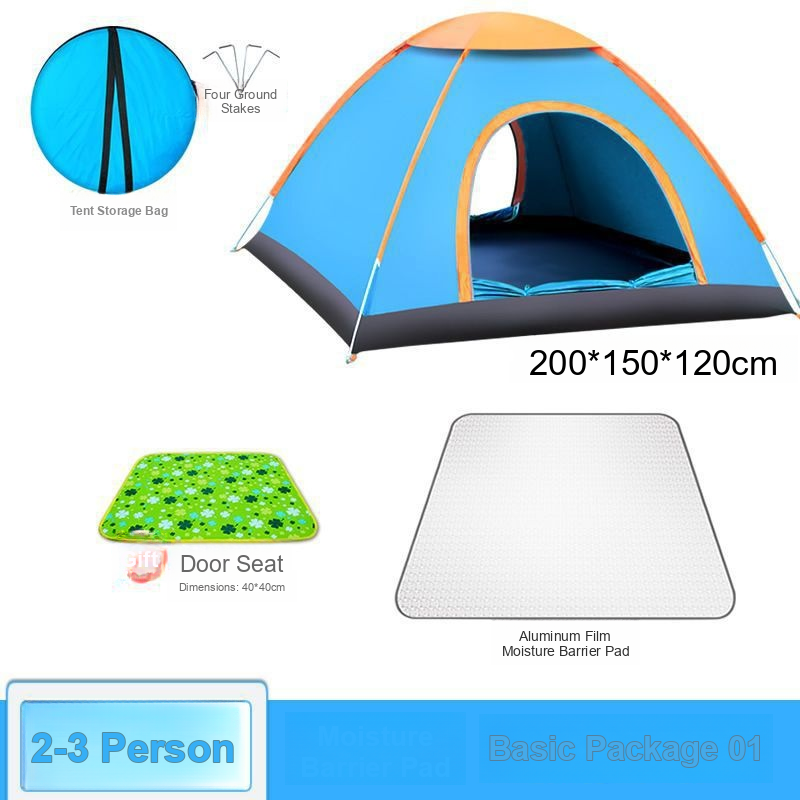 Four Ground
Stakes
Tent Storage Bag
200*150*120cm
Gift
Door Seat
Dimensions: 40*40cm
Aluminum Film
Moisture Barrier Pad
2-3 Person
Moisture
Barrier Pad
Basic Package 01